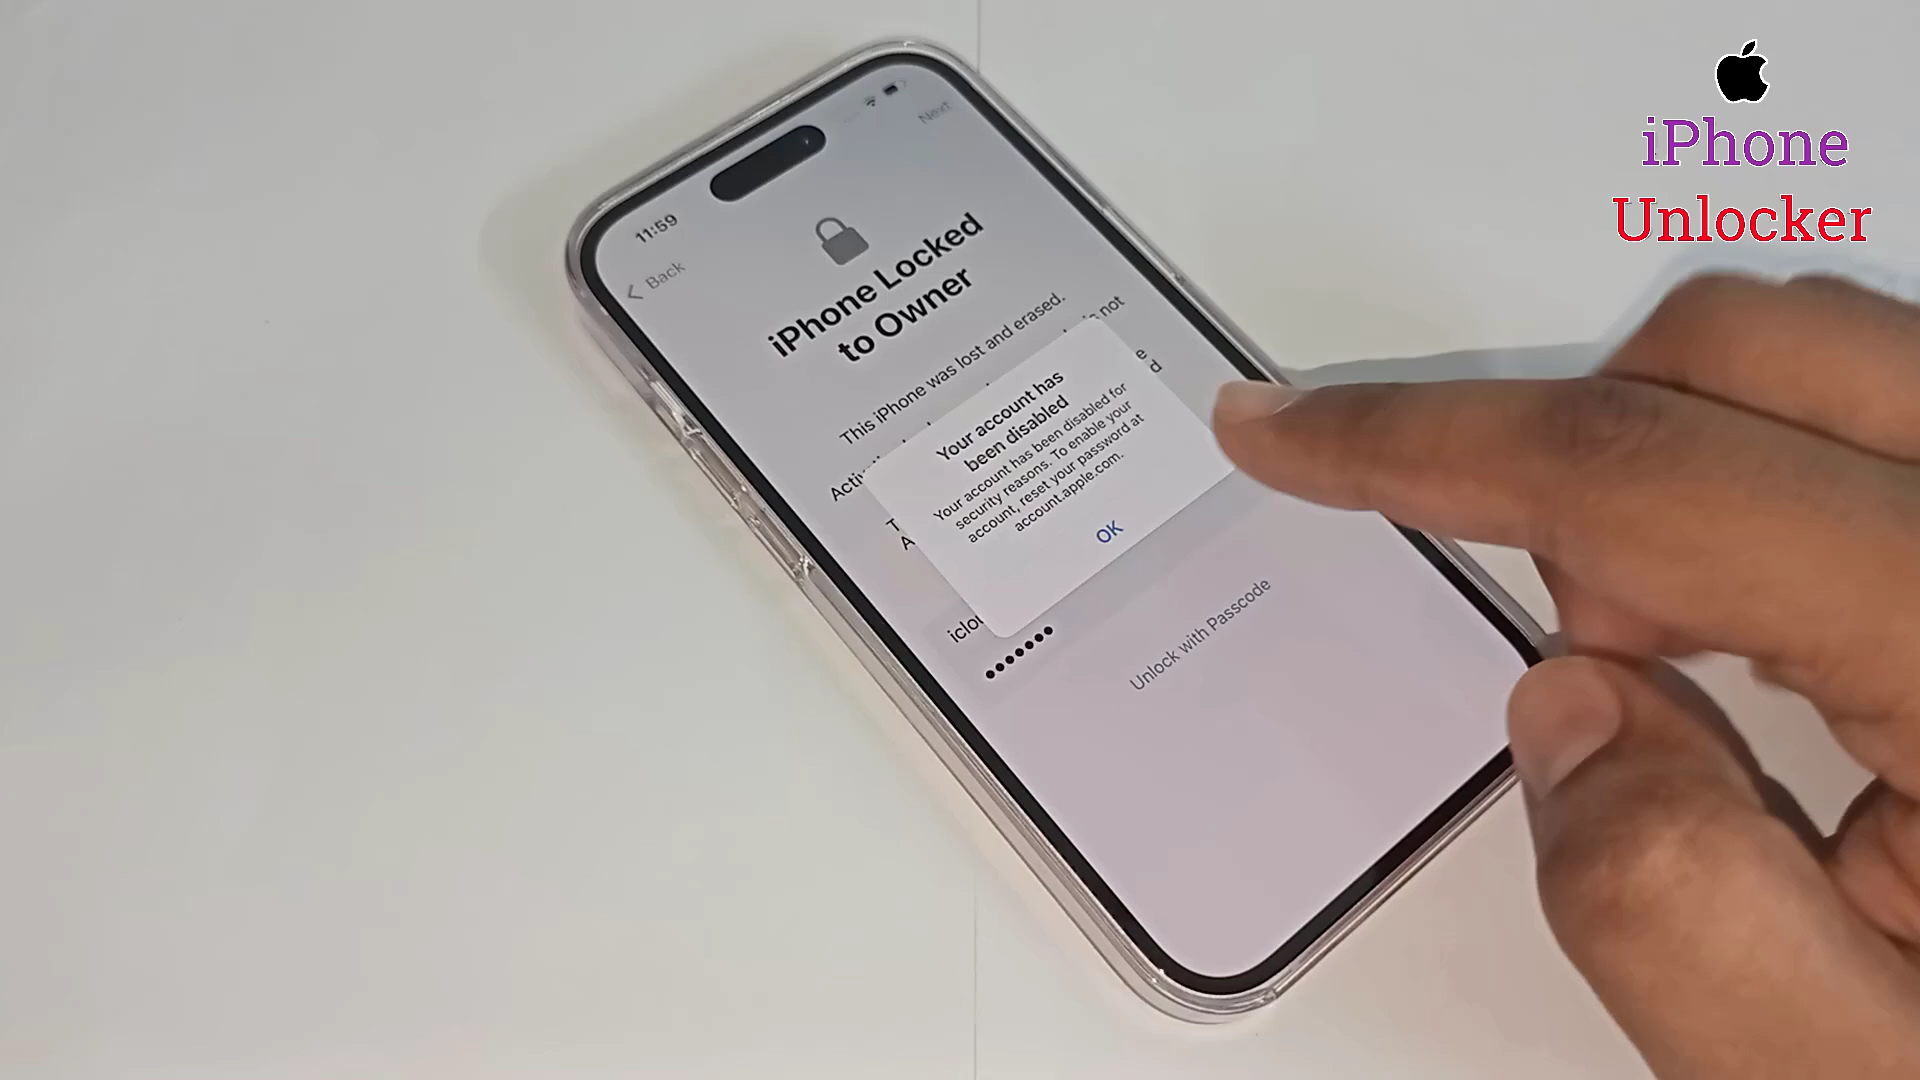 iPhone
Unlocker
11:59
Next
Back
iPhone Locked
to Owner
This iPhone was lost and erased.
not
Your account has
been disabled
Your account has been disabled for
security reasons. To enable your
account, reset your password at
account.apple.com.
OK
Unlock with Passcode